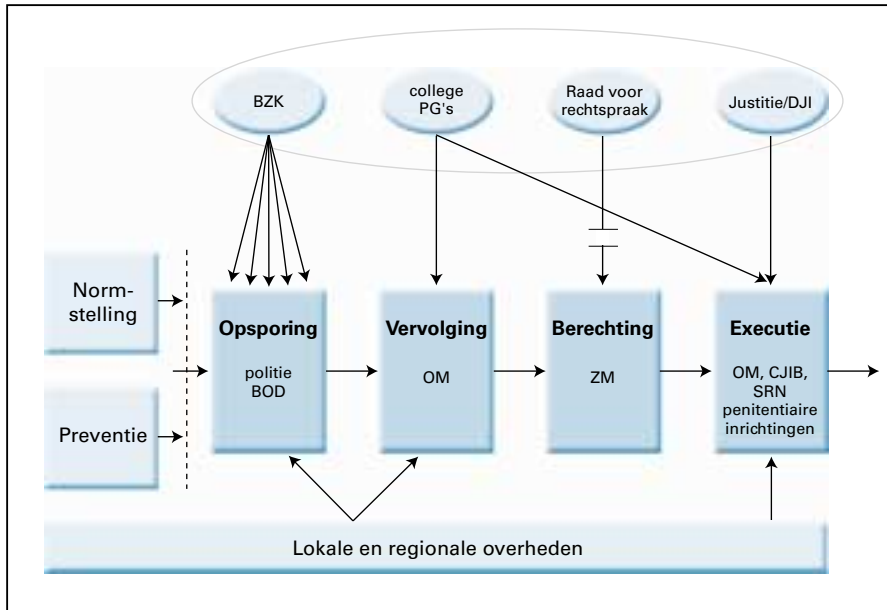 BZK
college
PG's
Raad voor
rechtspraak
Justitie/DJI
Norm-
stelling
Preventie
Opsporing
politie
BOD
Vervolging
OM
Berechting
ZM
Executie
OM, CJIB,
SRN
penitentiaire
inrichtingen
Lokale en regionale overheden